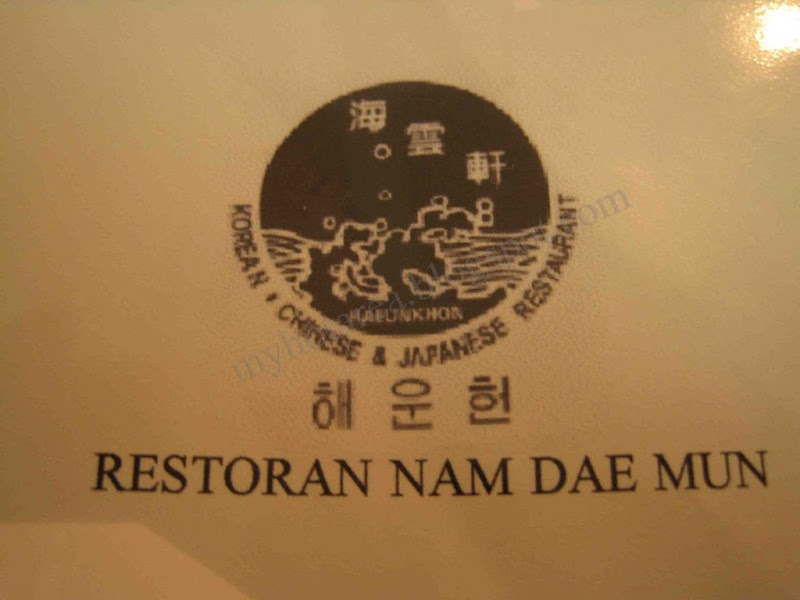 海雲軒
HAEUNKHON
KOREAN, CHINESE & JAPANESE RESTAURANT
해운헌
RESTORAN NAM DAE MUN